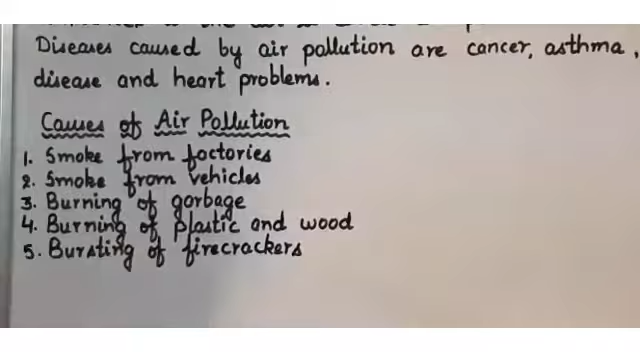 Diseases caused by air pollution are cancer, asthma,
disease and heart problems.
Causes of Air Pollution
1. Smoke from factories
2. Smoke from vehicles
3. Burning of garbage
4. Burning of plastic and wood
5. Bursting of firecrackers